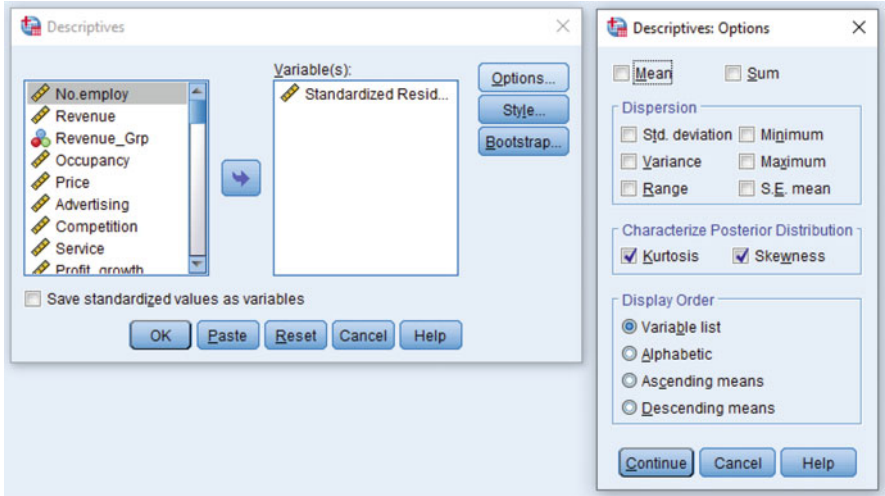 Descriptives
Variable(s):
No.employ
Revenue
Revenue_Grp
Occupancy
Price
Advertising
Competition
Service
Profit_growth
Standardized Resid...
Options...
Style...
Bootstrap...
Save standardized values as variables
OK Paste Reset Cancel Help
Descriptives: Options
Mean Sum
Dispersion
Std. deviation Minimum
Variance Maximum
Range S.E. mean
Characterize Posterior Distribution
Kurtosis Skewness
Display Order
Variable list
Alphabetic
Ascending means
Descending means
Continue Cancel Help